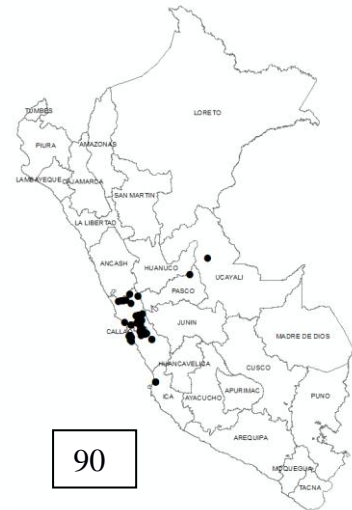 TUMBES
LORETO
PIURA
AMAZONAS
LAMBAYEQUE
CAJAMARCA
SAN MARTIN
LA LIBERTAD
ANCASH
HUANUCO
UCAYALI
PASCO
CALLAO
JUNIN
MADRE DE DIOS
HUANCAVELICA
CUSCO
ICA
AYACUCHO
APURIMAC
PUNO
AREQUIPA
MOQUEGUA
TACNA
90